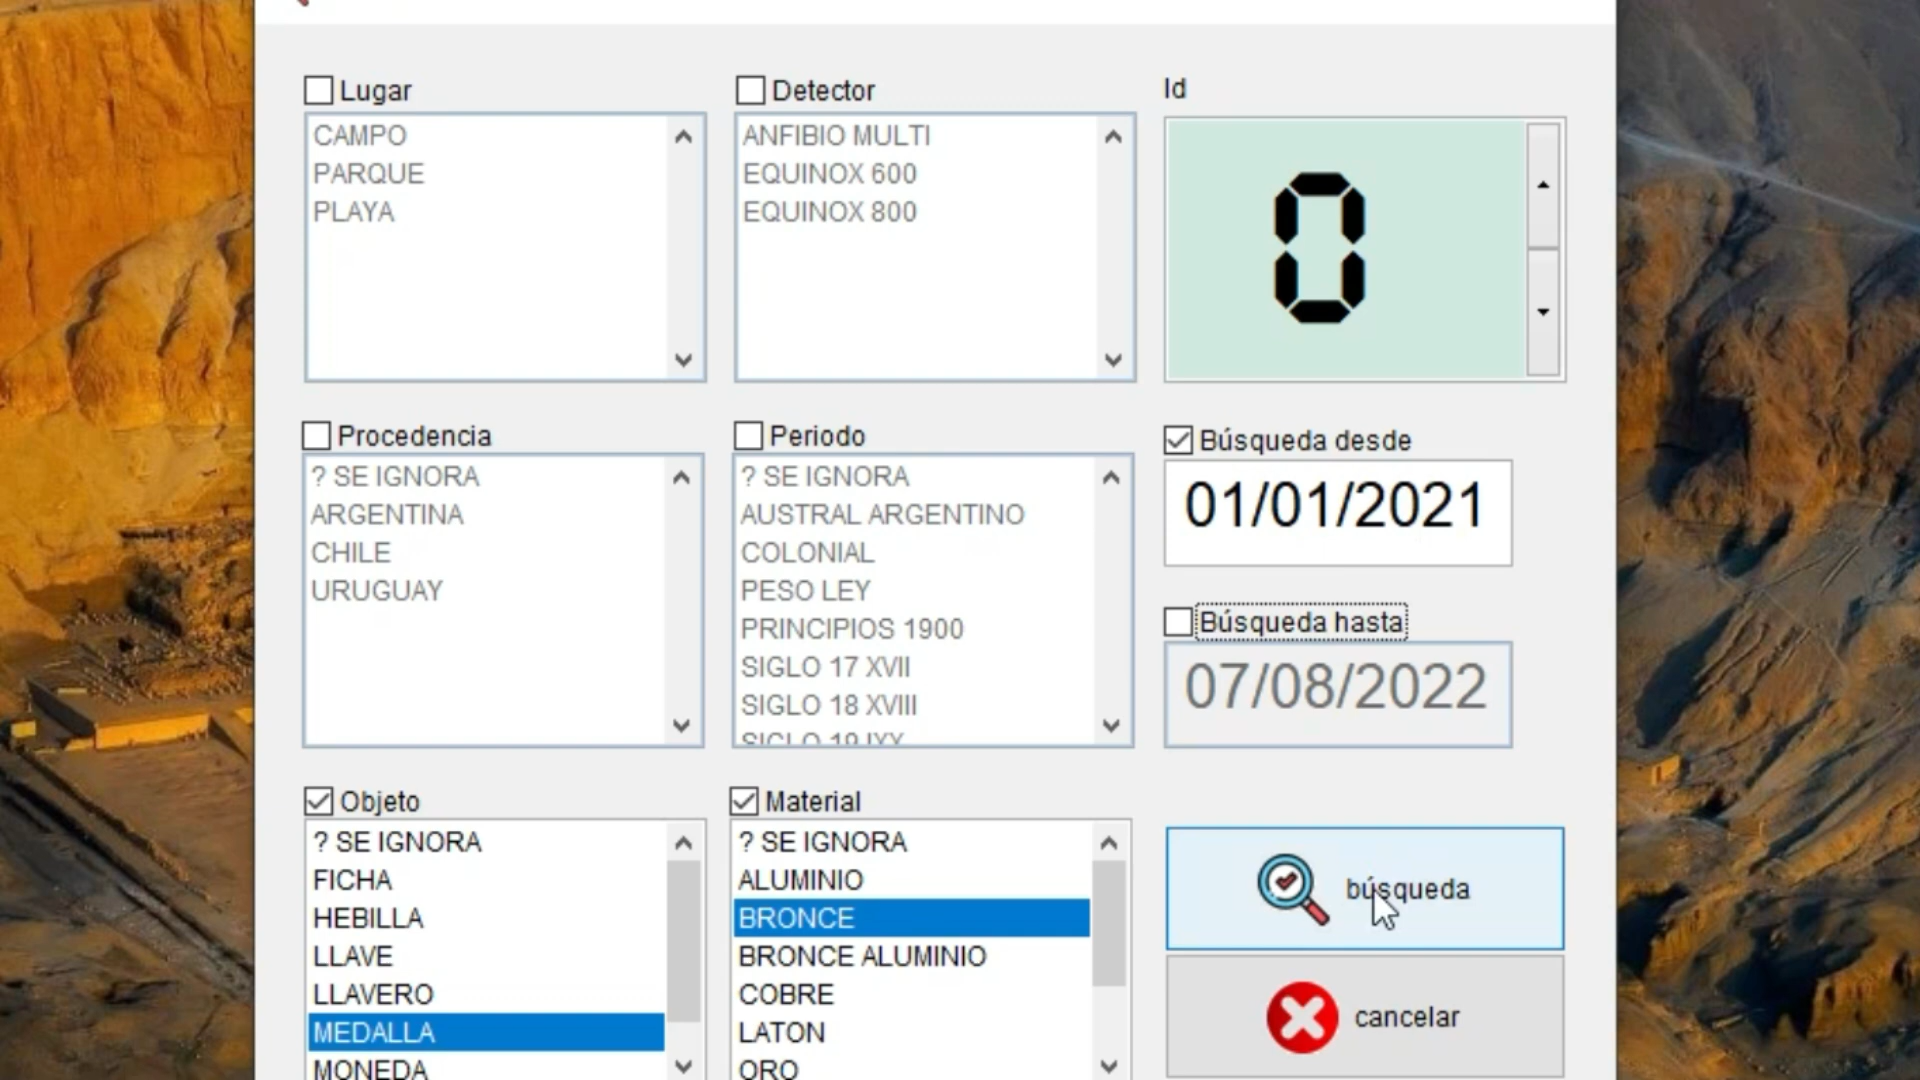 Lugar
CAMPO
PARQUE
PLAYA
Detector
ANFIBIO MULTI
EQUINOX 600
EQUINOX 800
Id
0
Procedencia
? SE IGNORA
ARGENTINA
CHILE
URUGUAY
Periodo
? SE IGNORA
AUSTRAL ARGENTINO
COLONIAL
PESO LEY
PRINCIPIOS 1900
SIGLO 17 XVII
SIGLO 18 XVIII
SIGLO 19 IXX
Búsqueda desde
01/01/2021
Búsqueda hasta
07/08/2022
Objeto
? SE IGNORA
FICHA
HEBILLA
LLAVE
LLAVERO
MEDALLA
MONEDA
Material
? SE IGNORA
ALUMINIO
BRONCE
BRONCE ALUMINIO
COBRE
LATON
ORO
búsqueda
cancelar